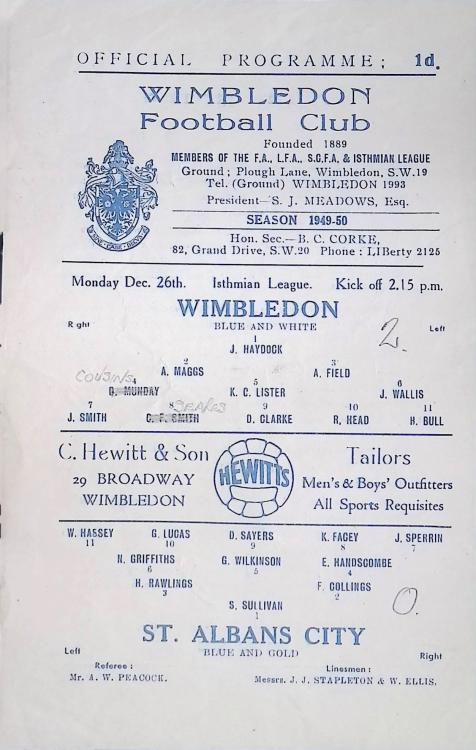 OFFICIAL PROGRAMME; 1d.
WIMBLEDON
Football Club
Founded 1889
MEMBERS OF THE F.A., L.F.A., S.C.F.A, & ISTHMIAN LEAGUE
Ground; Plough Lane, Wimbledon, S.W.19
Tel. (Ground) WIMBLEDON 1993
President—S. J. MEADOWS, Esq.
SEASON 1949-50
Hon. Sec.—B. C. CORKE,
82, Grand Drive, S.W.20 Phone : LIBerty 2125
Monday Dec. 26th. Isthmian League. Kick off 2.15 p.m.
WIMBLEDON
Right BLUE AND WHITE Left
1 2.
J. HAYDOCK
2 3
A. MAGGS A. FIELD
COUSINS
4 5 6
D. MUNDAY K. C. LISTER J. WALLIS
7 8 9 10 11
J. SMITH C. F. SMITH D. CLARKE R. HEAD H. BULL
C. Hewitt & Son
29 BROADWAY
WIMBLEDON
HEWITTS
Tailors
Men's & Boys' Outfitters
All Sports Requisites
W. HASSEY G. LUCAS D. SAYERS K. FACEY J. SPERRIN
11 10 9 8 7
N. GRIFFITHS G. WILKINSON E. HANDSCOMBE
6 5 4
H. RAWLINGS F. COLLINGS
3 2
S. SULLIVAN O.
1
ST. ALBANS CITY
Left BLUE AND GOLD Right
Referee : Linesmen :
Mr. A. W. PEACOCK. Messrs. J. J. STAPLETON & W. ELLIS.